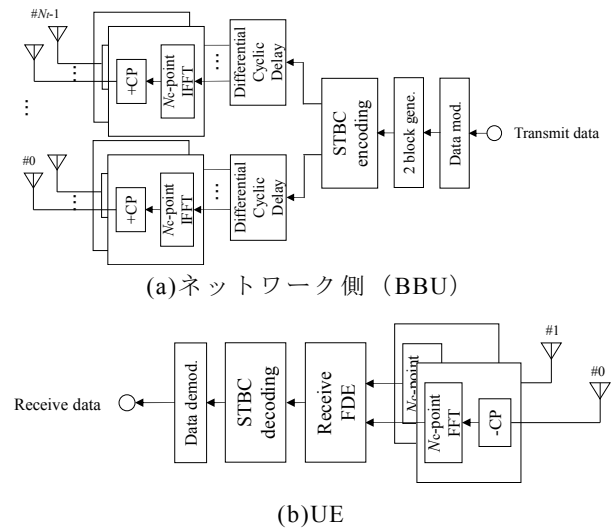 #Nt-1
...
...
...
+CP
Nc-point
IFFT
Differential
Cyclic
Delay
STBC
encoding
2 block gene.
Data mod.
Transmit data
...
#0
...
...
+CP
Nc-point
IFFT
Differential
Cyclic
Delay
(a)ネットワーク側（BBU）
Receive data
Data demod.
STBC
decoding
Receive
FDE
Nc-point
#1
Nc-point
FFT
-CP
#0
(b)UE